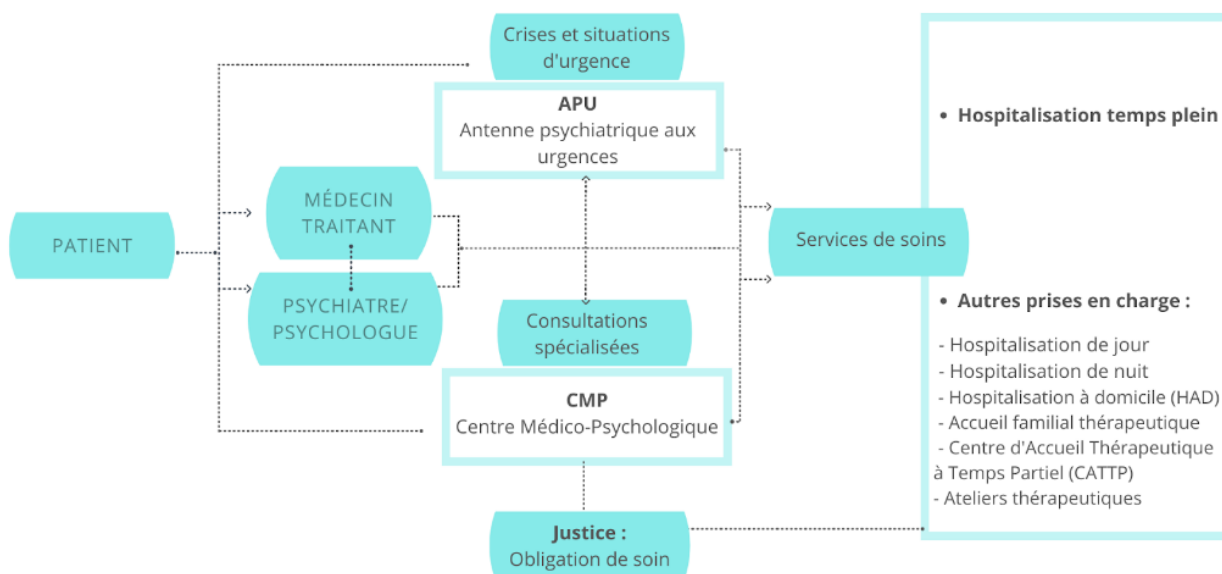 Crises et situations
d'urgence
APU
Antenne psychiatrique aux
urgences
PATIENT
MÉDECIN
TRAITANT
PSYCHIATRE/
PSYCHOLOGUE
Consultations
spécialisées
CMP
Centre Médico-Psychologique
Justice :
Obligation de soin
Services de soins
• Hospitalisation temps plein
• Autres prises en charge :
- Hospitalisation de jour
- Hospitalisation de nuit
- Hospitalisation à domicile (HAD)
- Accueil familial thérapeutique
- Centre d'Accueil Thérapeutique
à Temps Partiel (CATTP)
- Ateliers thérapeutiques